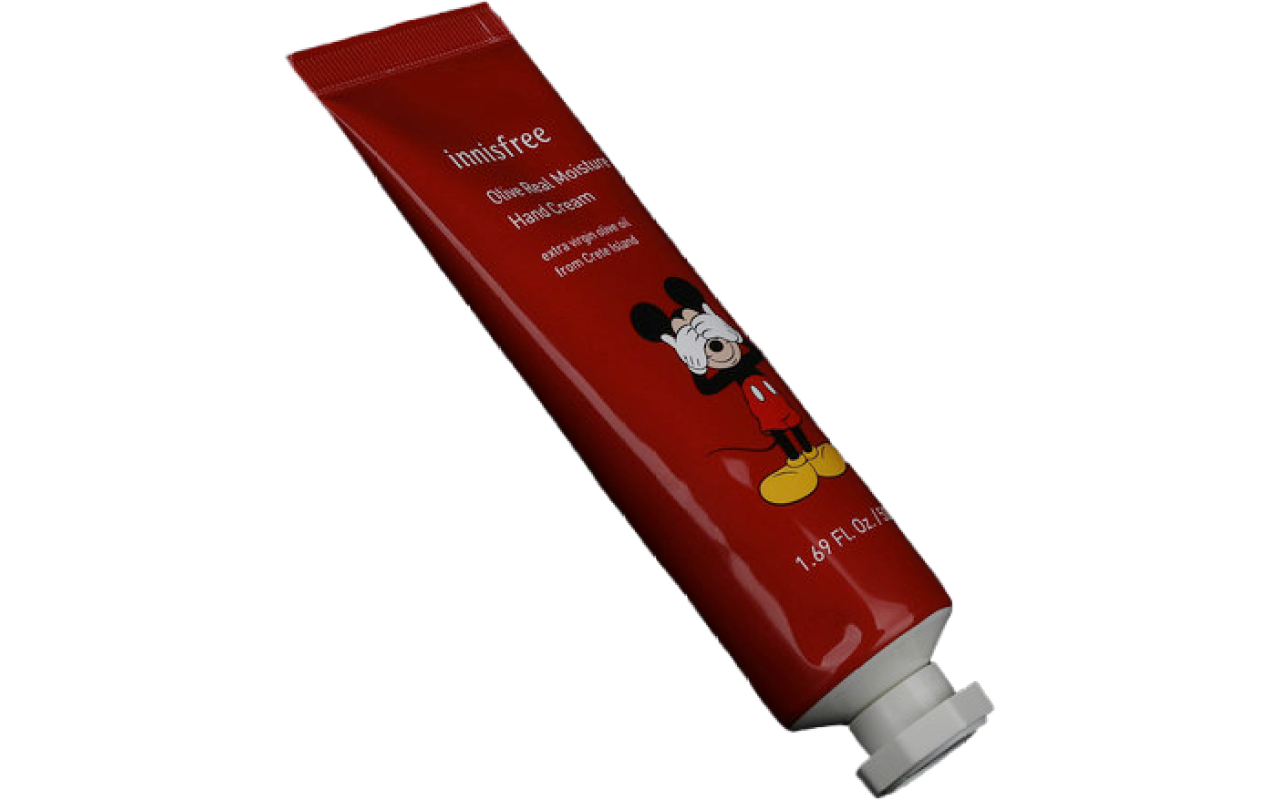 innisfree
Olive Real Moisture
Hand Cream
extra virgin olive oil
from Crete Island
1.69 Fl. Oz. /